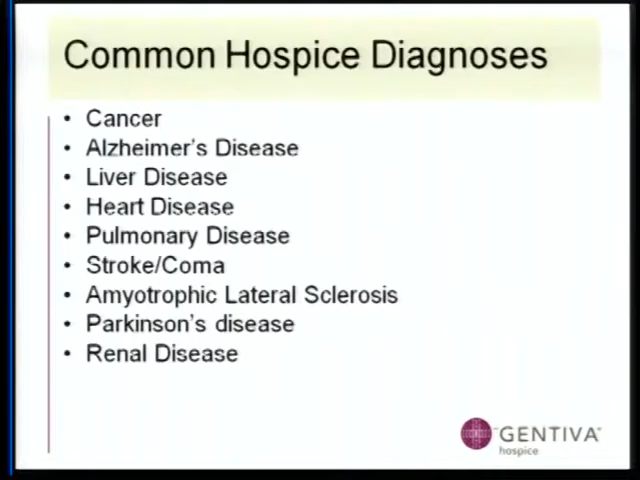 Common Hospice Diagnoses
• Cancer
• Alzheimer's Disease
• Liver Disease
• Heart Disease
• Pulmonary Disease
• Stroke/Coma
• Amyotrophic Lateral Sclerosis
• Parkinson's disease
• Renal Disease
GENTIVA
hospice